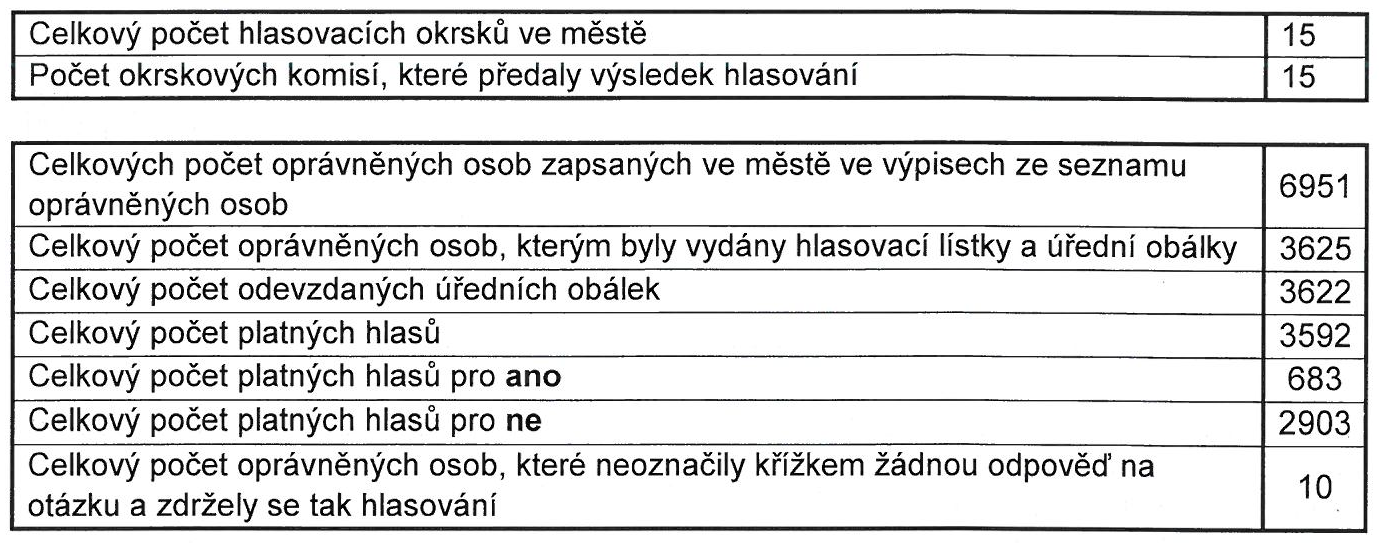 Celkový počet hlasovacích okrsků ve městě 15
Počet okrskových komisí, které předaly výsledek hlasování 15
Celkových počet oprávněných osob zapsaných ve městě ve výpisech ze seznamu
oprávněných osob 6951
Celkový počet oprávněných osob, kterým byly vydány hlasovací lístky a úřední obálky 3625
Celkový počet odevzdaných úředních obálek 3622
Celkový počet platných hlasů 3592
Celkový počet platných hlasů pro ano 683
Celkový počet platných hlasů pro ne 2903
Celkový počet oprávněných osob, které neoznačily křížkem žádnou odpověď na
otázku a zdržely se tak hlasování 10